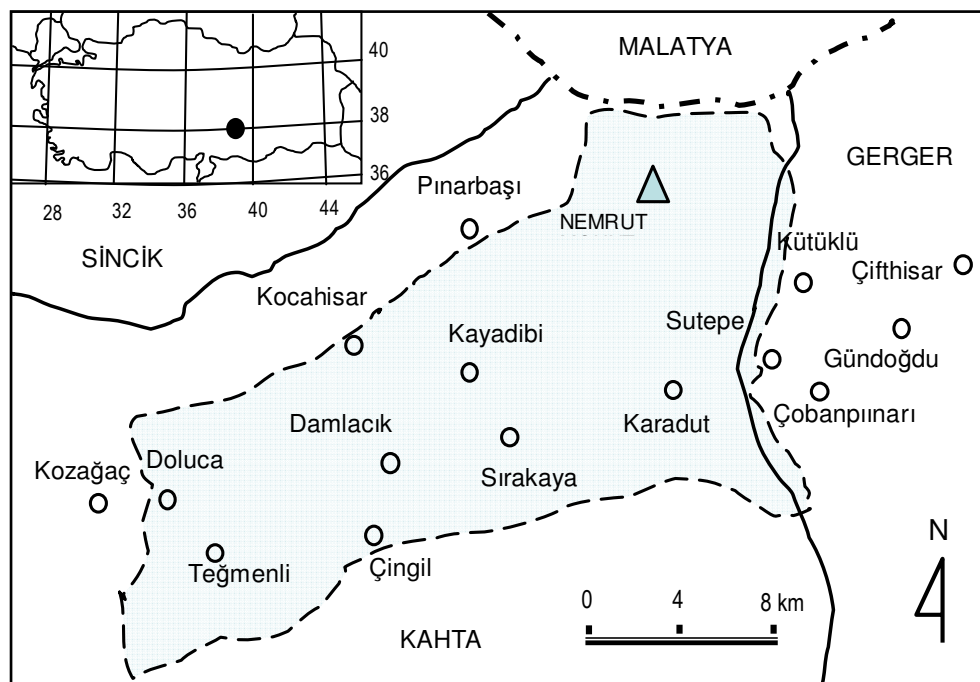 MALATYA
40
38
36
28 32 36 40 44
GERGER
Pınarbaşı
NEMRUT
SİNCİK
Kütüklü
Çifthisar
Kocahisar
Sutepe
Kayadibi
Gündoğdu
Damlacık
Karadut
Çobanpıınarı
Kozağaç
Doluca
Sırakaya
Teğmenli
Çingil
N
0 4 8 km
KAHTA